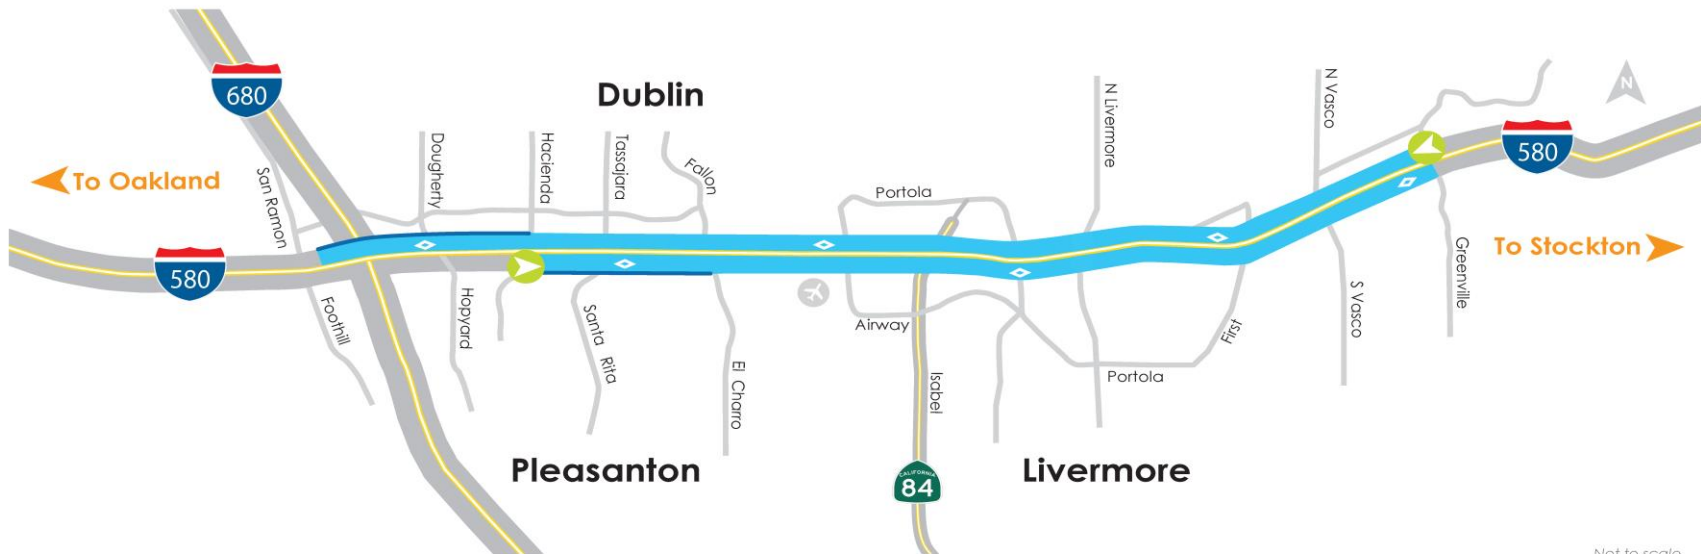 680
Dublin
N Livermore
N Vasco
N
Dougherty
Hacienda
Tassajara
Fallon
580
To Oakland
San Ramon
Portola
To Stockton
580
Greenville
Foothill
Hopyard
Santa Rita
Airway
First
S Vasco
El Charro
Isabel
Portola
Pleasanton
CALIFORNIA
84
Livermore
Not to scale